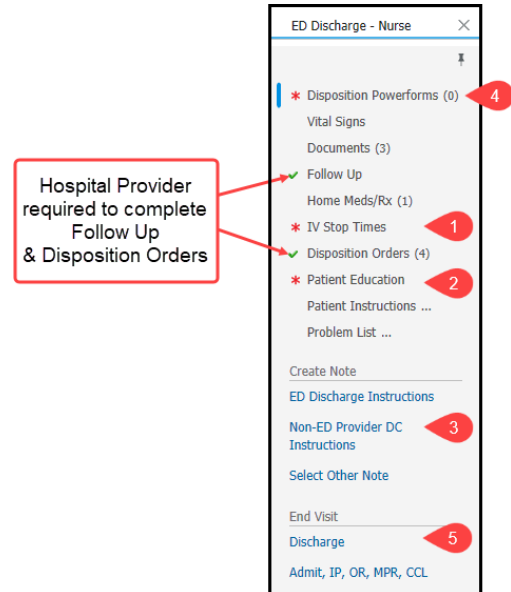 ED Discharge - Nurse
* Disposition Powerforms (0)
4
Vital Signs
Documents (3)
Follow Up
Home Meds/Rx (1)
* IV Stop Times
1
Disposition Orders (4)
* Patient Education
2
Patient Instructions ...
Problem List ...
Hospital Provider
required to complete
Follow Up
& Disposition Orders
Create Note
ED Discharge Instructions
Non-ED Provider DC
Instructions
3
Select Other Note
End Visit
Discharge
5
Admit, IP, OR, MPR, CCL